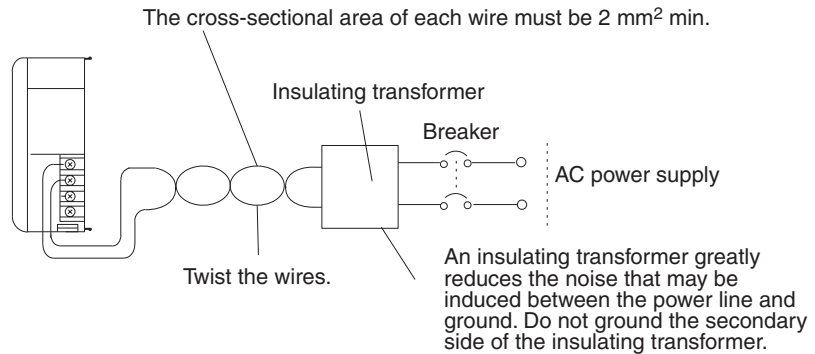 The cross-sectional area of each wire must be 2 mm² min.
Insulating transformer
Breaker
AC power supply
Twist the wires.
An insulating transformer greatly
reduces the noise that may be
induced between the power line and
ground. Do not ground the secondary
side of the insulating transformer.